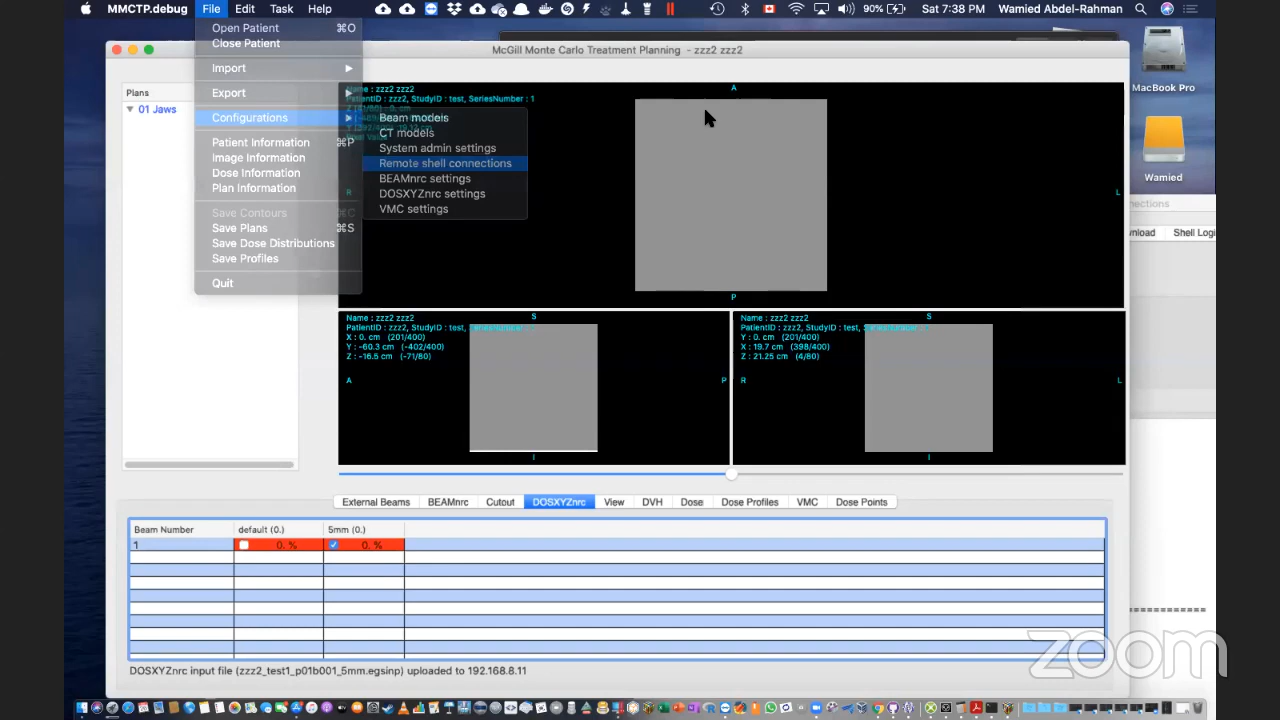 MMCTP.debug File Edit Task Help 90% Sat 7:38 PM Wamied Abdel-Rahman
Open Patient ⌘O
Close Patient
McGill Monte Carlo Treatment Planning - zzz2 zzz2
Import
Export
Configurations
Patient Information ⌘P
Image Information
Dose Information
Plan Information
Save Contours ⌘C
Save Plans ⌘S
Save Dose Distributions
Save Profiles
Quit
Beam models
CT models
System admin settings
Remote shell connections
BEAMnrc settings
DOSXYZnrc settings
VMC settings
Plans
01 Jaws
Name : zzz2 zzz2
PatientID : zzz2, StudyID : test, SeriesNumber : 1
A
R
L
P
MacBook Pro
Wamied
nnections
wnload Shell Logi
Name : zzz2 zzz2
PatientID : zzz2, StudyID : test, SeriesNumber : 1
X : 0. cm (201/400)
Y : -60.3 cm (-402/400)
Z : -16.5 cm (-71/80)
S
A
P
I
Name : zzz2 zzz2
PatientID : zzz2, StudyID : test,
Y : 0. cm (201/400)
X : 19.7 cm (398/400)
Z : 21.25 cm (4/80)
S
R
L
I
External Beams BEAMnrc Cutout DOSXYZnrc View DVH Dose Dose Profiles VMC Dose Points
Beam Number default (0.) 5mm (0.)
1 0. % 0. %
DOSXYZnrc input file (zzz2_test1_p01b001_5mm.egsinp) uploaded to 192.168.8.11
zoom